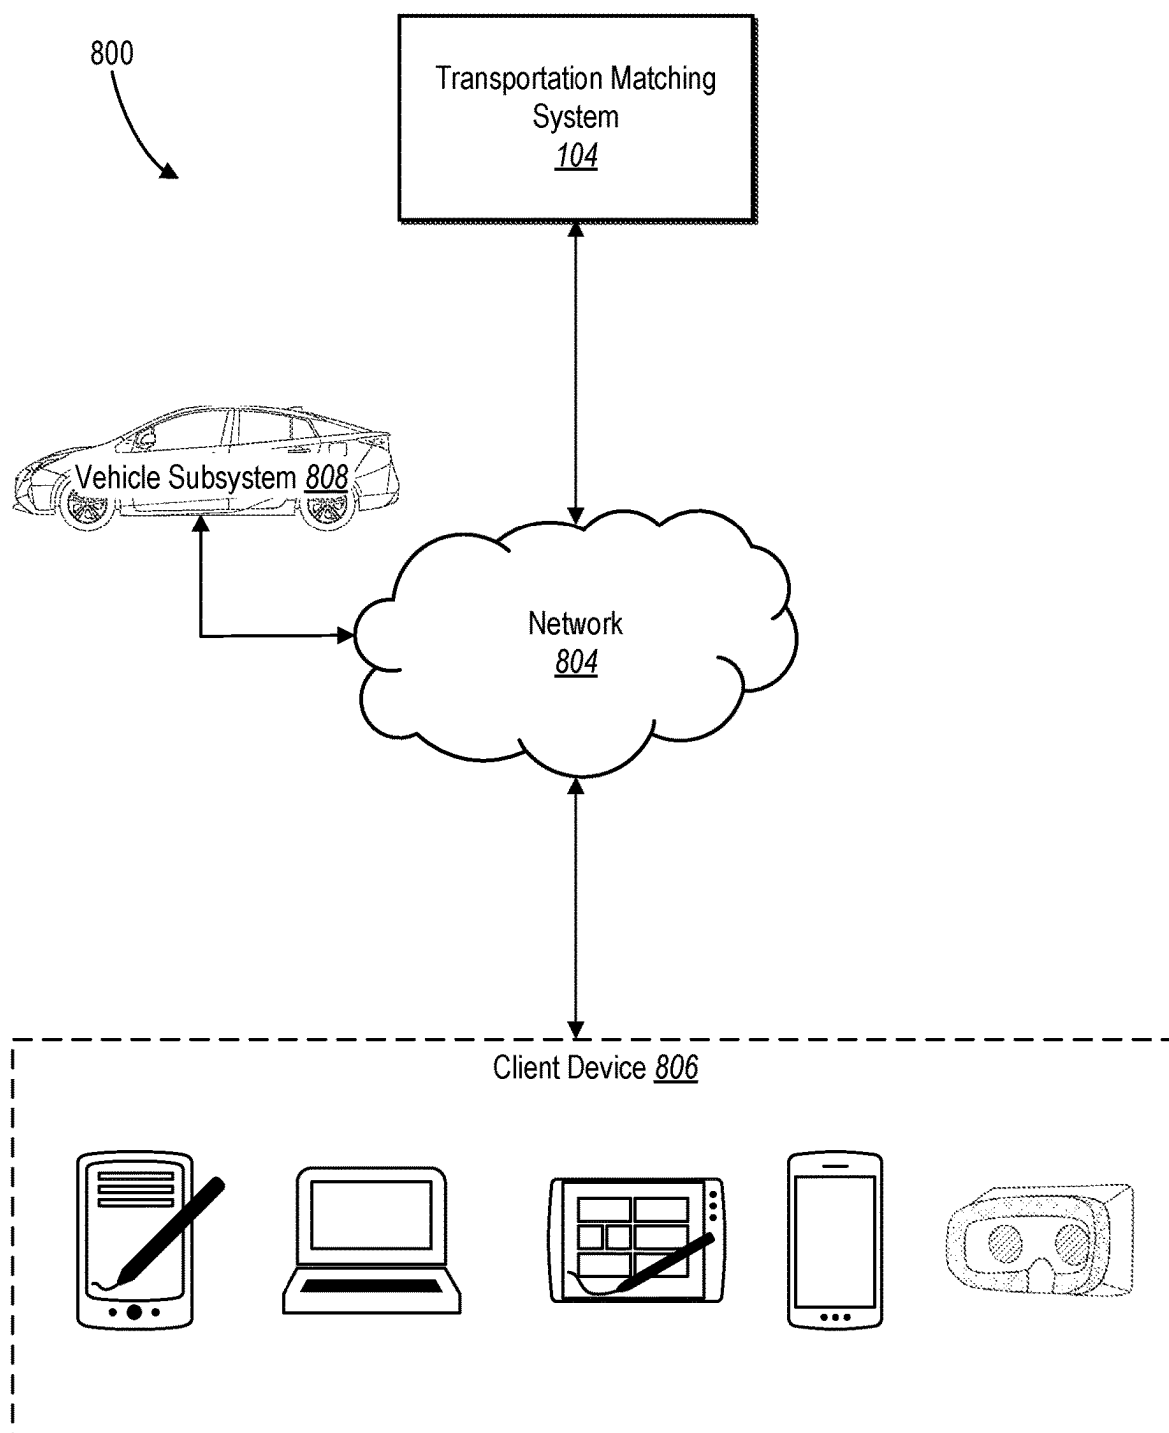 800
Transportation Matching
System
104
Vehicle Subsystem 808
Network
804
Client Device 806